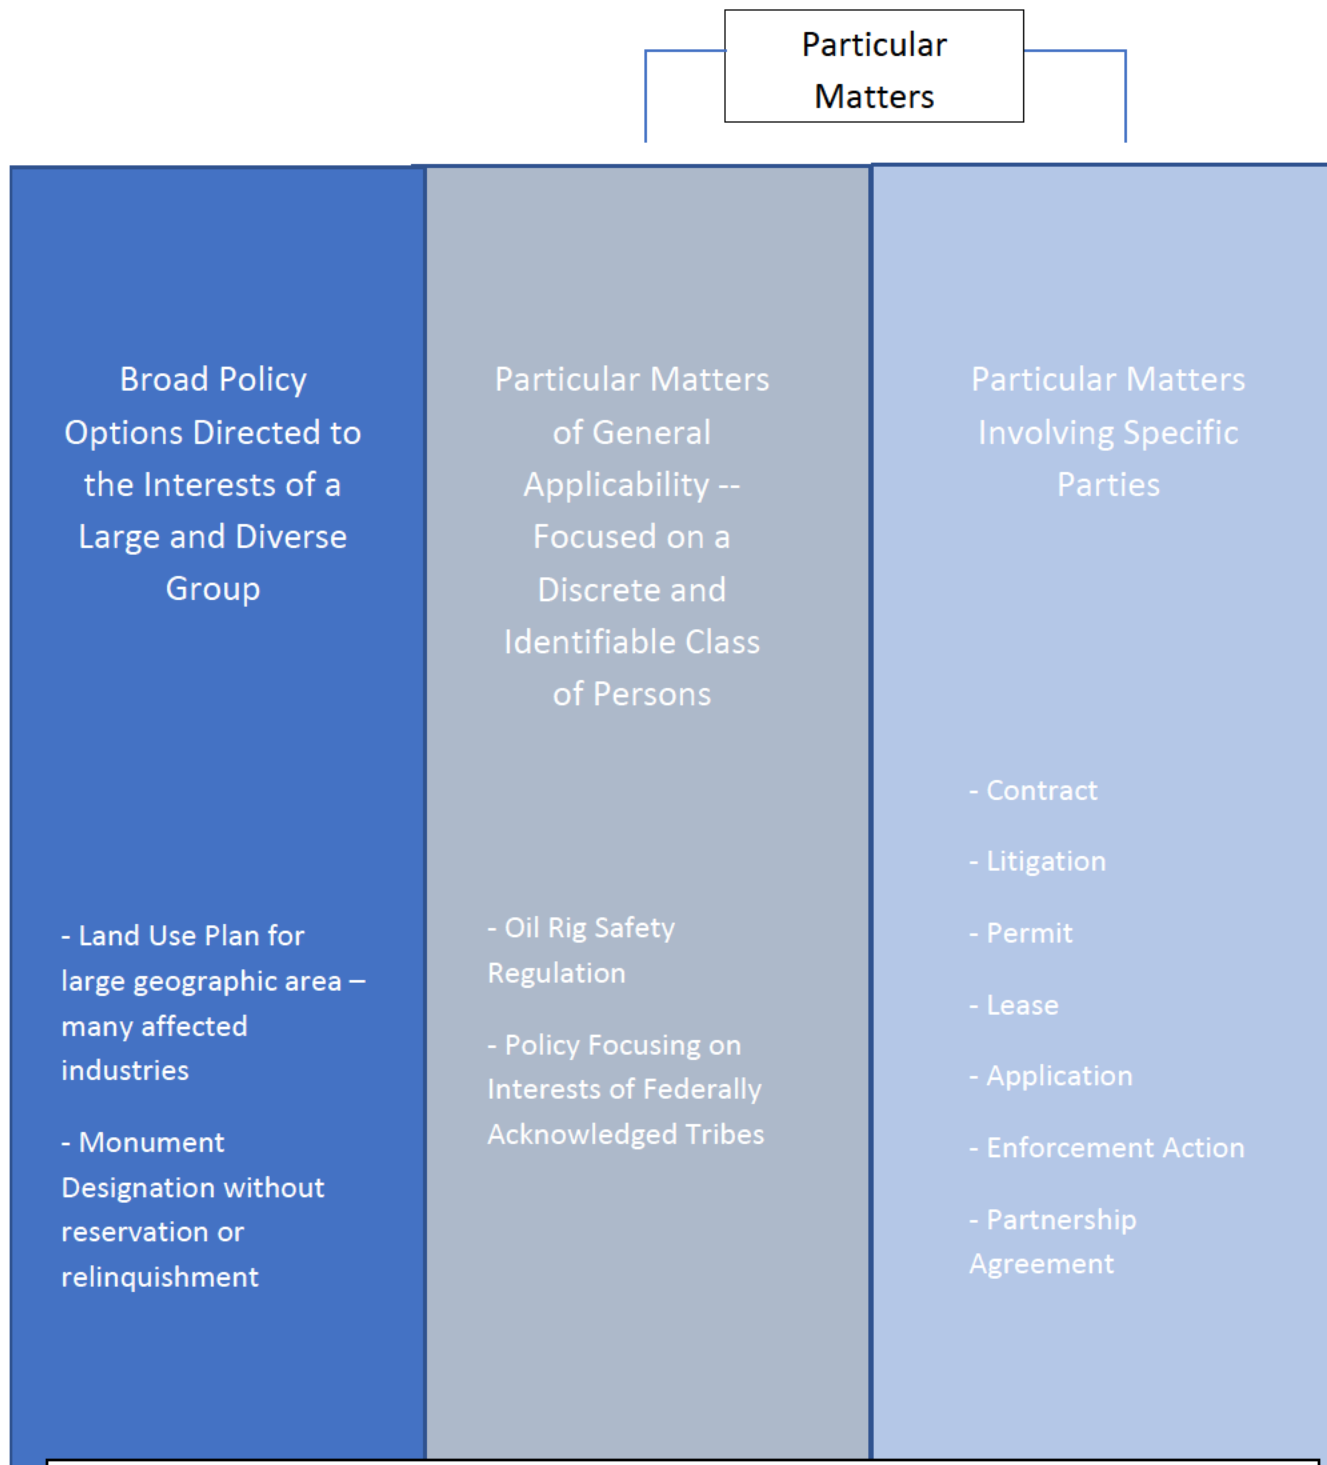 Particular
Matters
Broad Policy
Options Directed to
the Interests of a
Large and Diverse
Group
- Land Use Plan for
large geographic area –
many affected
industries
- Monument
Designation without
reservation or
relinquishment
Particular Matters
of General
Applicability --
Focused on a
Discrete and
Identifiable Class
of Persons
- Oil Rig Safety
Regulation
- Policy Focusing on
Interests of Federally
Acknowledged Tribes
Particular Matters
Involving Specific
Parties
- Contract
- Litigation
- Permit
- Lease
- Application
- Enforcement Action
- Partnership
Agreement